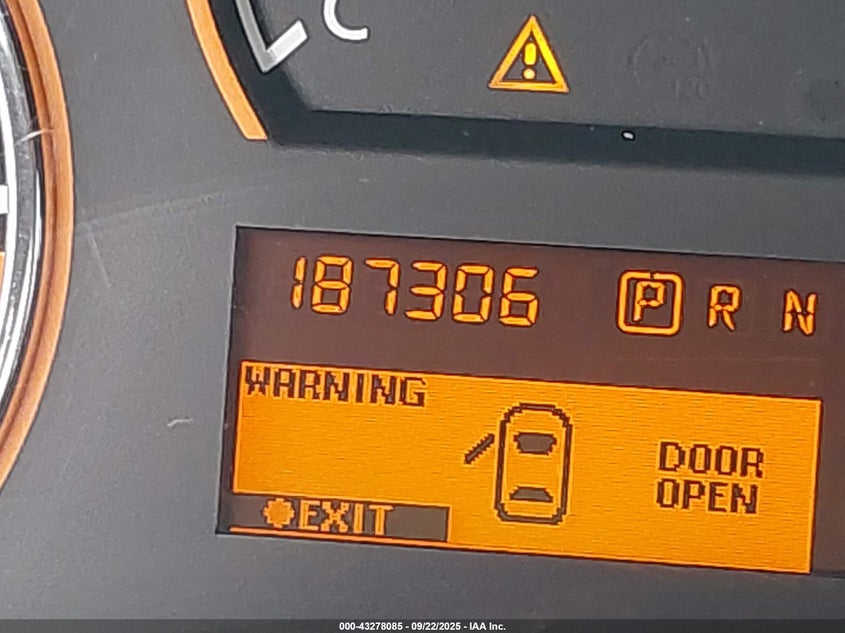 C
187306 P R N
WARNING
DOOR
OPEN
EXIT
000-43278085 - 09/22/2025 - IAA Inc.